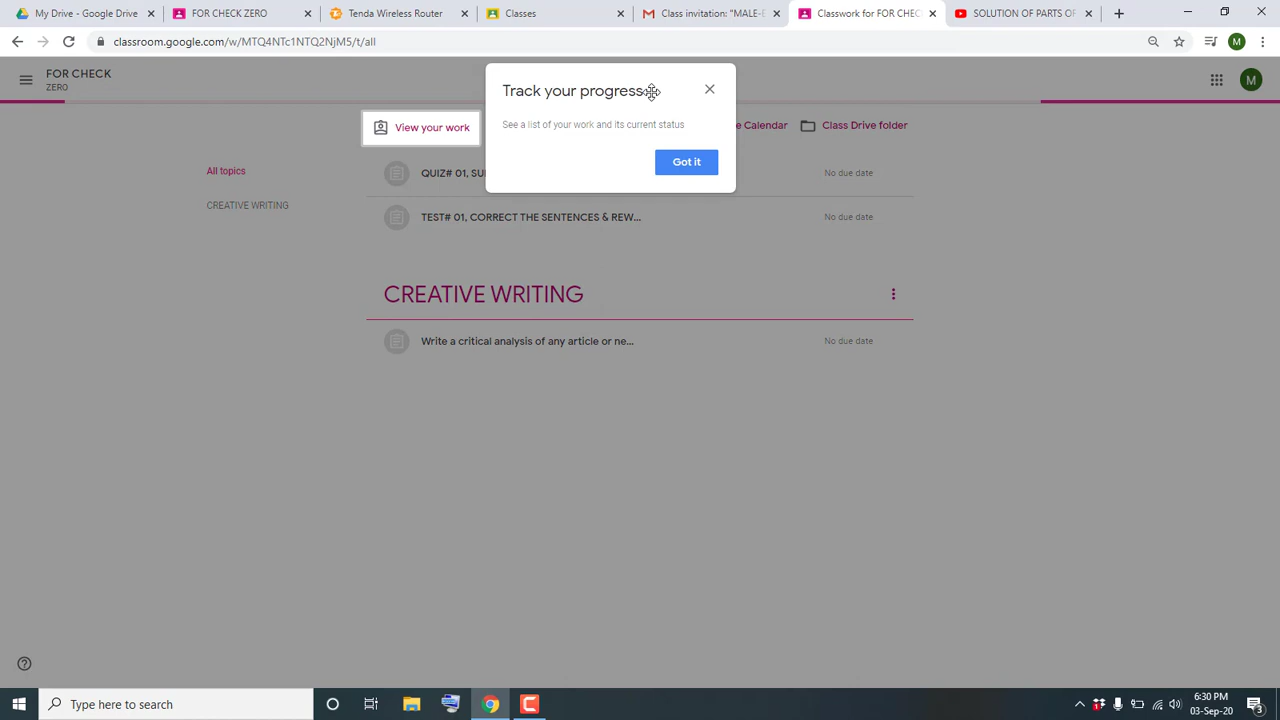 My Drive - Google Drive
FOR CHECK ZERO
Tenda Wireless Router
Classes
Class invitation: "MALE-E
Classwork for FOR CHEC
SOLUTION OF PARTS OF
classroom.google.com/w/MTQ4NTc1NTQ2NjM5/t/all
M
FOR CHECK
ZERO
M
Track your progress
See a list of your work and its current status
Got it
View your work
e Calendar
Class Drive folder
All topics
CREATIVE WRITING
QUIZ# 01, SU
No due date
TEST# 01, CORRECT THE SENTENCES & REW...
No due date
CREATIVE WRITING
Write a critical analysis of any article or ne...
No due date
Type here to search
6:30 PM
03-Sep-20
3